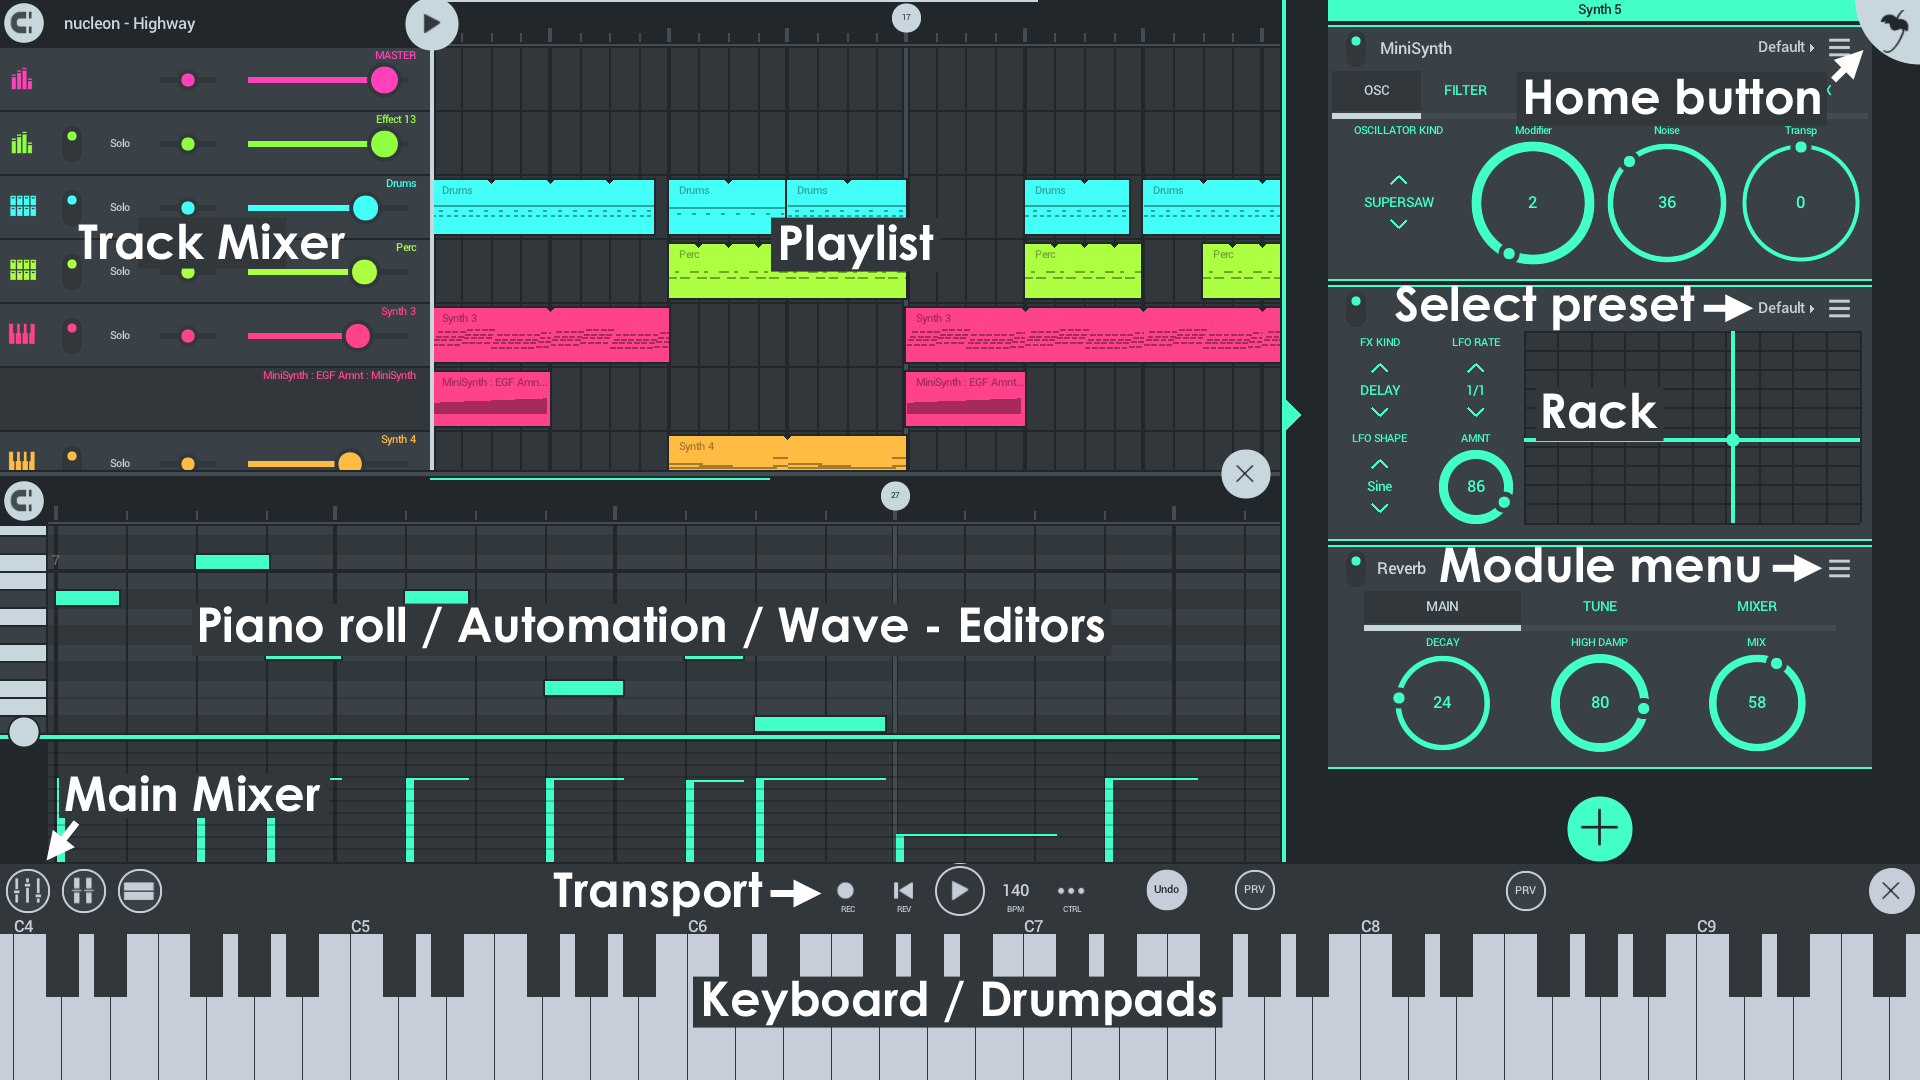 nucleon - Highway
17
Synth 5
MASTER
MiniSynth
Default
Home button
OSC
FILTER
X
Effect 13
Solo
OSCILLATOR KIND
Modifier
Noise
Transp
SUPERSAW
2
36
0
Drums
Solo
Drums
Drums
Drums
Drums
Drums
Track Mixer
Playlist
Perc
Solo
Perc
Perc
Perc
Select preset
Default
Synth 3
Solo
Synth 3
Synth 3
FX KIND
LFO RATE
DELAY
1/1
Rack
MiniSynth : EGF Amnt : MiniSynth
MiniSynth : EGF Amn...
MiniSynth : EGF Amnt...
LFO SHAPE
AMNT
Sine
86
Synth 4
Solo
Synth 4
27
7
Piano roll / Automation / Wave - Editors
Reverb
Module menu
MAIN
TUNE
MIXER
DECAY
HIGH DAMP
MIX
24
80
58
Main Mixer
Transport
REC
REV
140
BPM
CTRL
Undo
PRV
PRV
C4
C5
C6
C7
C8
C9
Keyboard / Drumpads